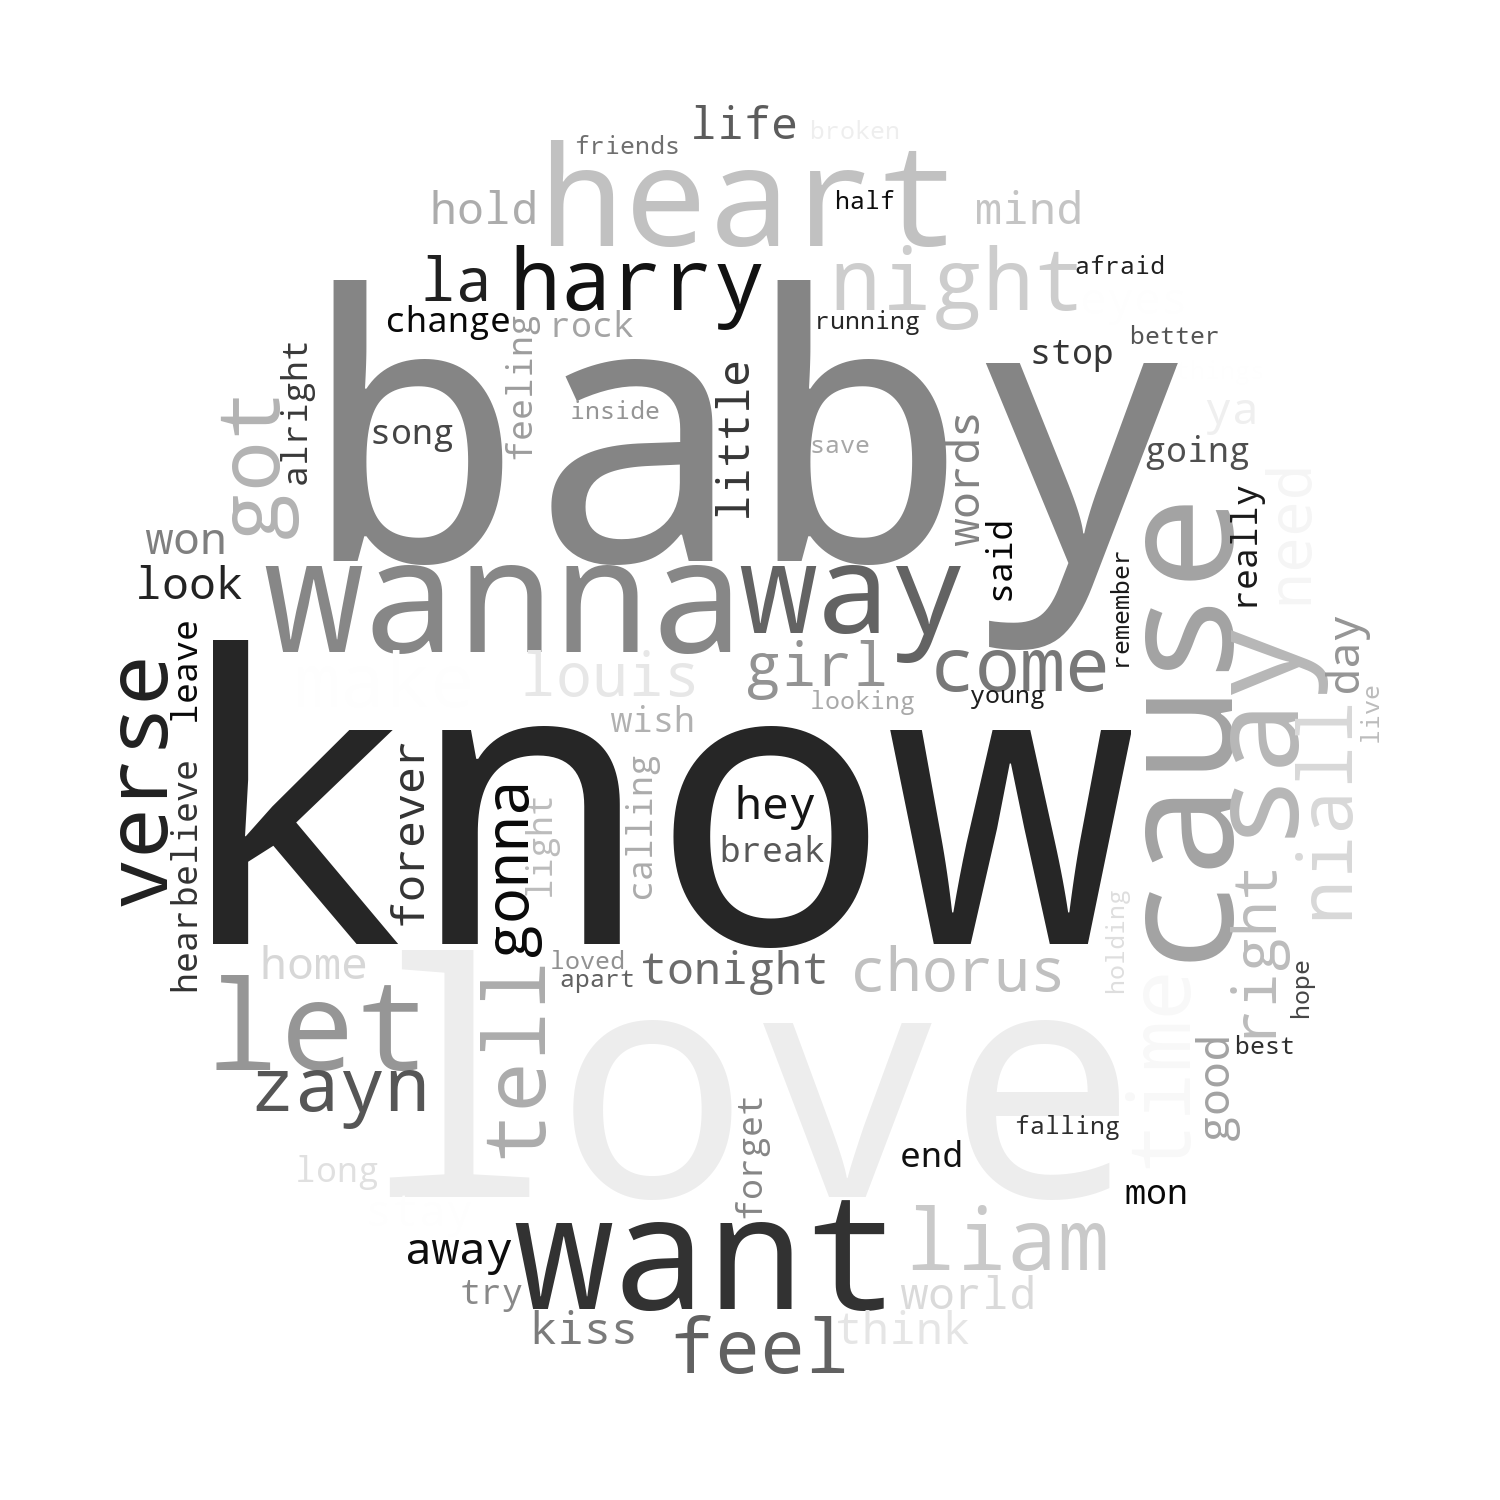 life
broken
friends
heart
half
hold
mind
la
harry
night
afraid
change
feeling
rock
running
better
stop
baby
got
alright
song
inside
little
save
words
ya
going
won
look
wanna
way
said
remember
cause
really
need
verse
leave
make
louis
girl
come
say
day
looking
young
niall
live
wish
know
believe
forever
gonna
light
calling
hey
break
hear
home
loved
apart
tonight
chorus
holding
time
right
hope
let
tell
love
good
best
zayn
long
forget
falling
end
mon
away
want
liam
try
world
kiss
feel
think